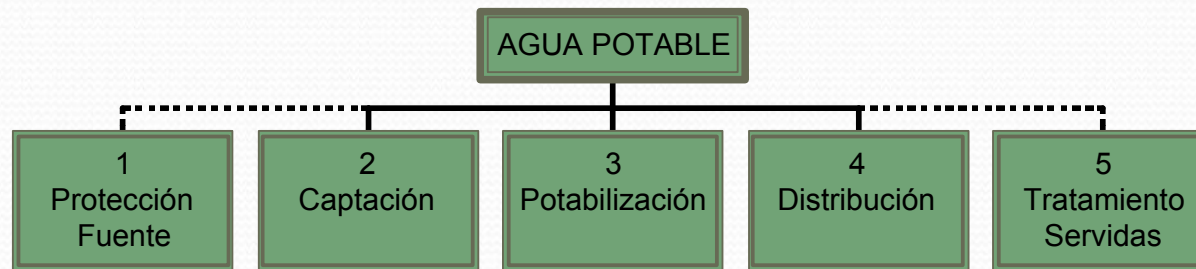 AGUA POTABLE
1
Protección
Fuente
2
Captación
3
Potabilización
4
Distribución
5
Tratamiento
Servidas